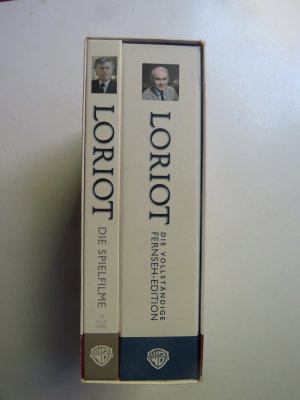 LORIOT
DIE SPIELFILME
LORIOT
DIE VOLLSTÄNDIGE
FERNSEH-EDITION